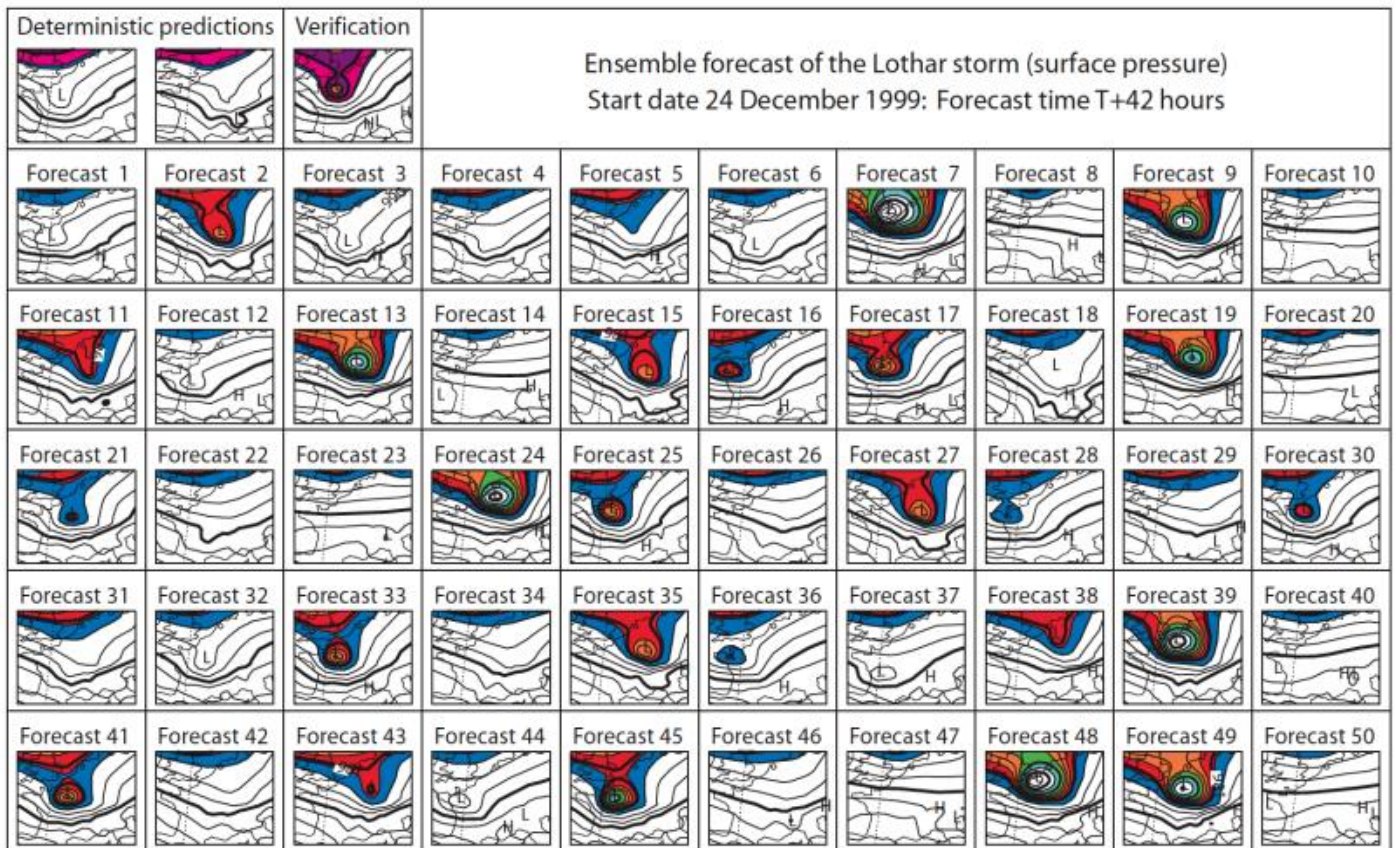 Deterministic predictions
Verification
Ensemble forecast of the Lothar storm (surface pressure)
Start date 24 December 1999: Forecast time T+42 hours
Forecast 1
Forecast 2
Forecast 3
Forecast 4
Forecast 5
Forecast 6
Forecast 7
Forecast 8
Forecast 9
Forecast 10
Forecast 11
Forecast 12
Forecast 13
Forecast 14
Forecast 15
Forecast 16
Forecast 17
Forecast 18
Forecast 19
Forecast 20
Forecast 21
Forecast 22
Forecast 23
Forecast 24
Forecast 25
Forecast 26
Forecast 27
Forecast 28
Forecast 29
Forecast 30
Forecast 31
Forecast 32
Forecast 33
Forecast 34
Forecast 35
Forecast 36
Forecast 37
Forecast 38
Forecast 39
Forecast 40
Forecast 41
Forecast 42
Forecast 43
Forecast 44
Forecast 45
Forecast 46
Forecast 47
Forecast 48
Forecast 49
Forecast 50